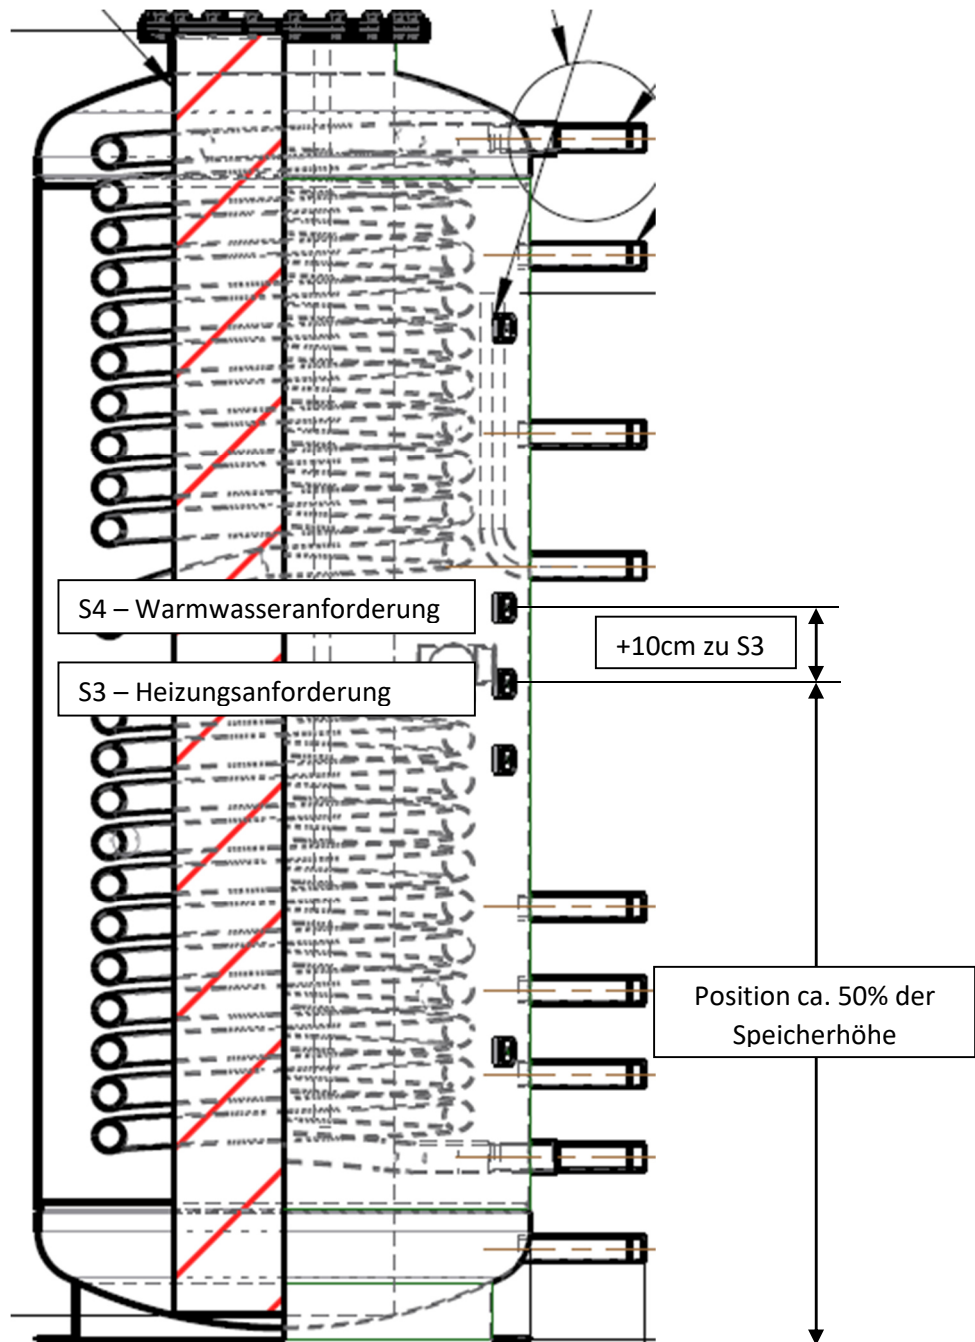 S4 – Warmwasseranforderung
+10cm zu S3
S3 – Heizungsanforderung
Position ca. 50% der
Speicherhöhe